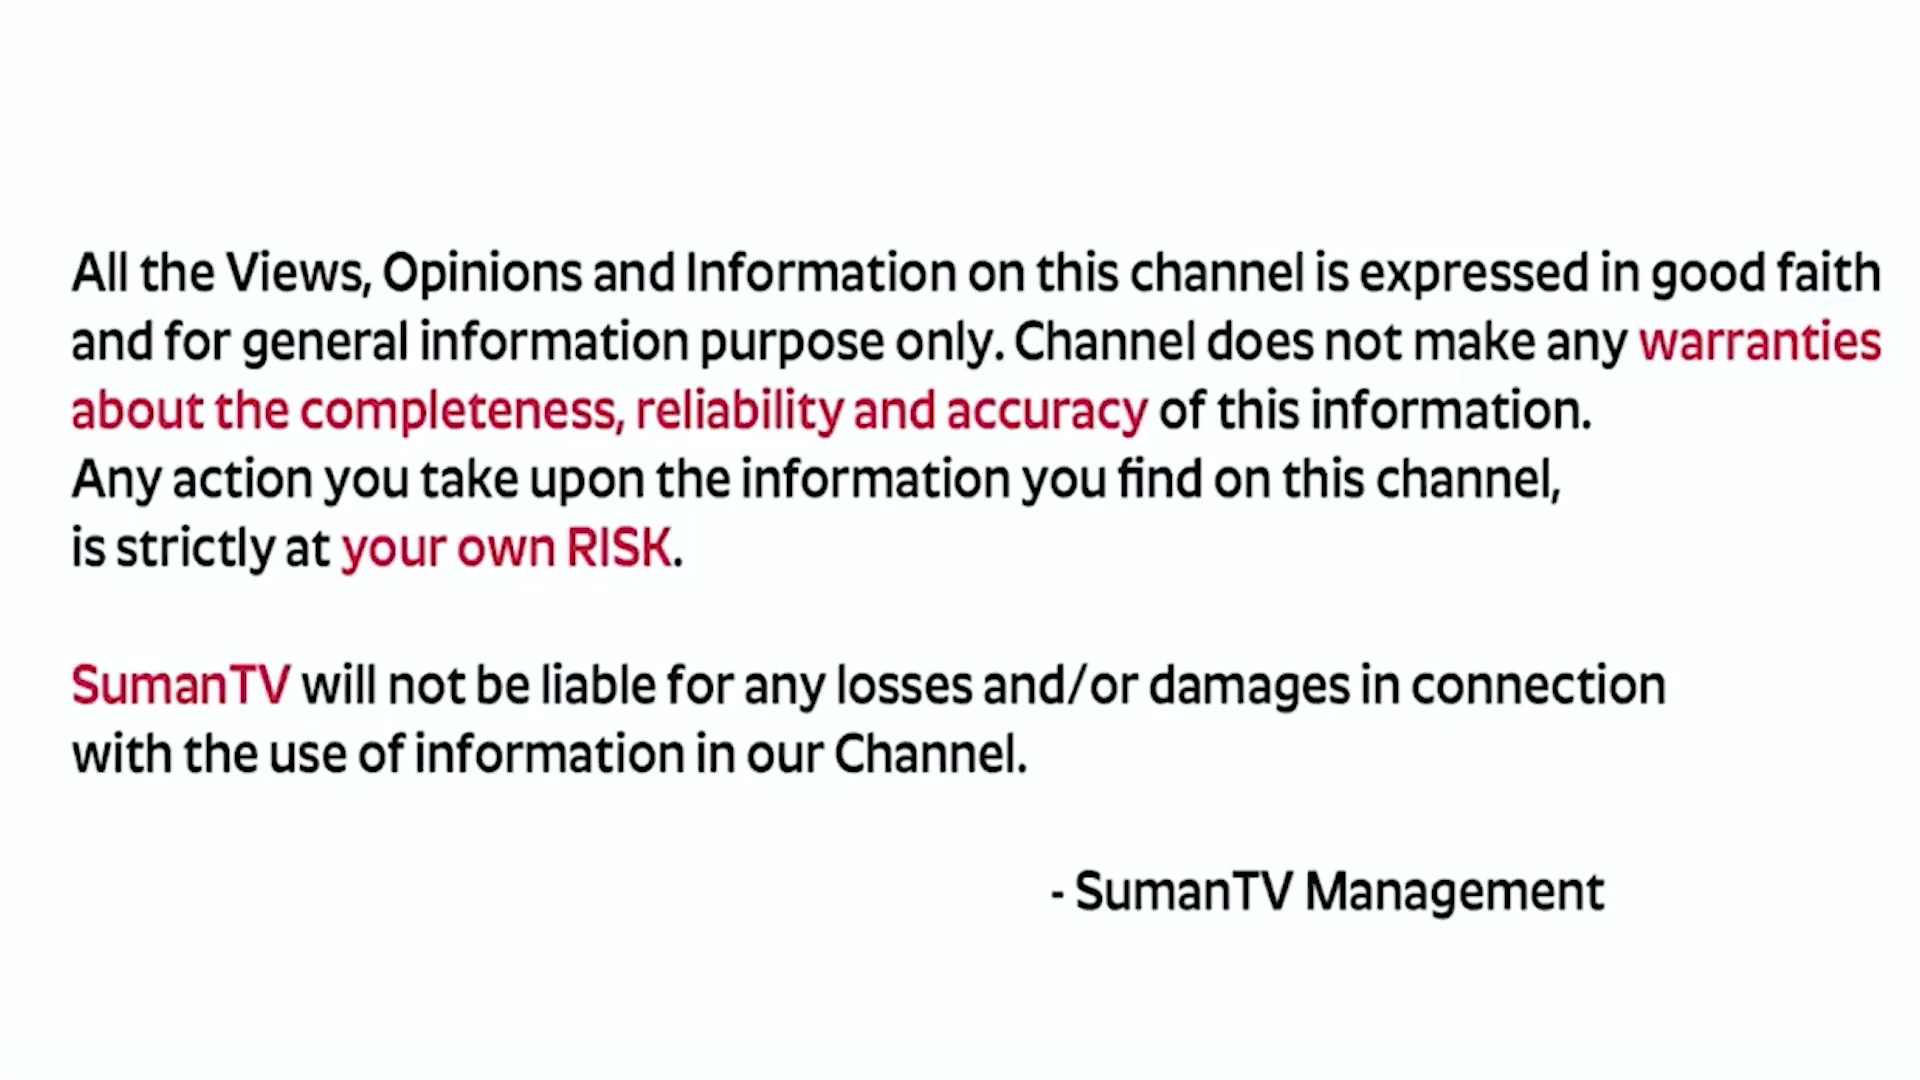 All the Views, Opinions and Information on this channel is expressed in good faith
and for general information purpose only. Channel does not make any warranties
about the completeness, reliability and accuracy of this information.
Any action you take upon the information you find on this channel,
is strictly at your own RISK.
SumanTV will not be liable for any losses and/or damages in connection
with the use of information in our Channel.
- SumanTV Management